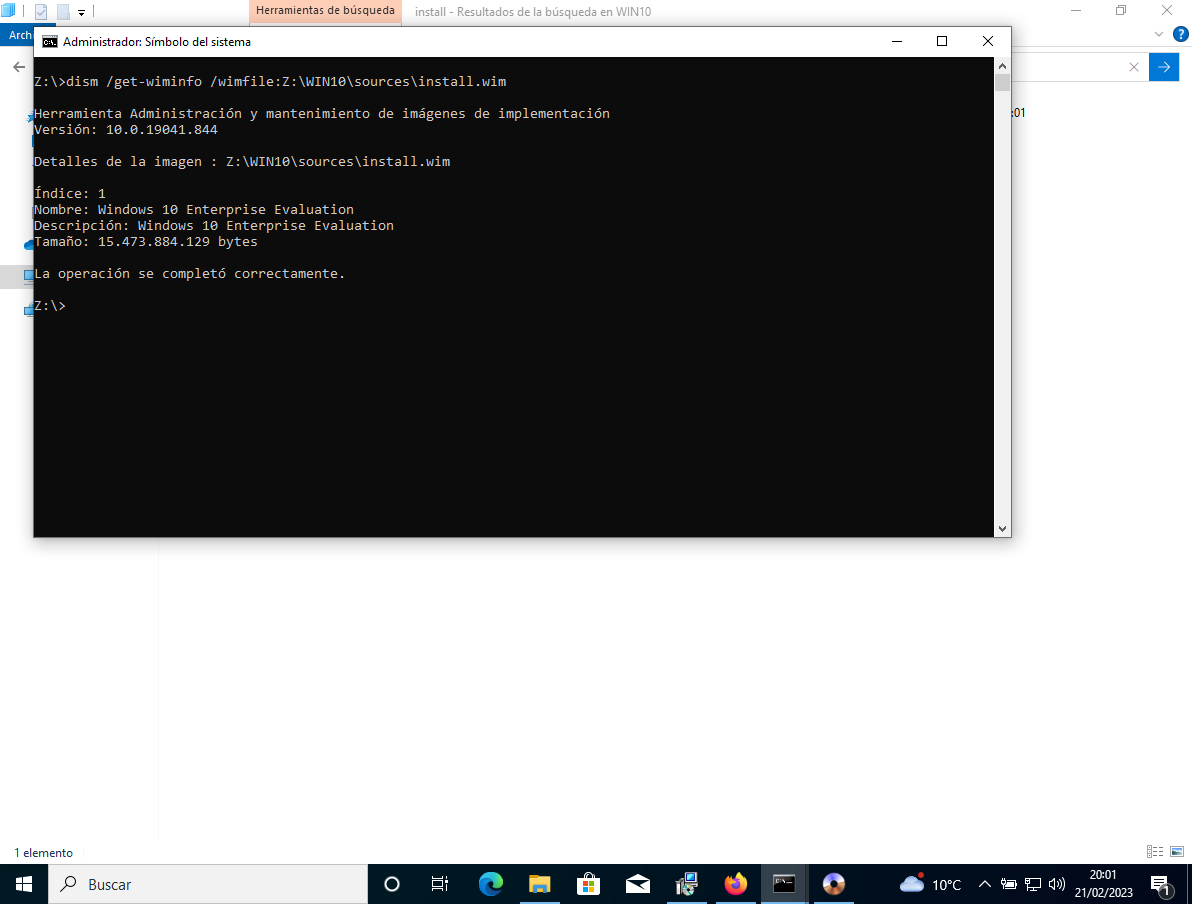 Herramientas de búsqueda
install - Resultados de la búsqueda en WIN10
Administrador: Símbolo del sistema
Z:\>dism /get-wiminfo /wimfile:Z:\WIN10\sources\install.wim
Herramienta Administración y mantenimiento de imágenes de implementación
Versión: 10.0.19041.844
Detalles de la imagen : Z:\WIN10\sources\install.wim
Índice: 1
Nombre: Windows 10 Enterprise Evaluation
Descripción: Windows 10 Enterprise Evaluation
Tamaño: 15.473.884.129 bytes
La operación se completó correctamente.
Z:\>
:01
1 elemento
Buscar
10°C
20:01
21/02/2023
1